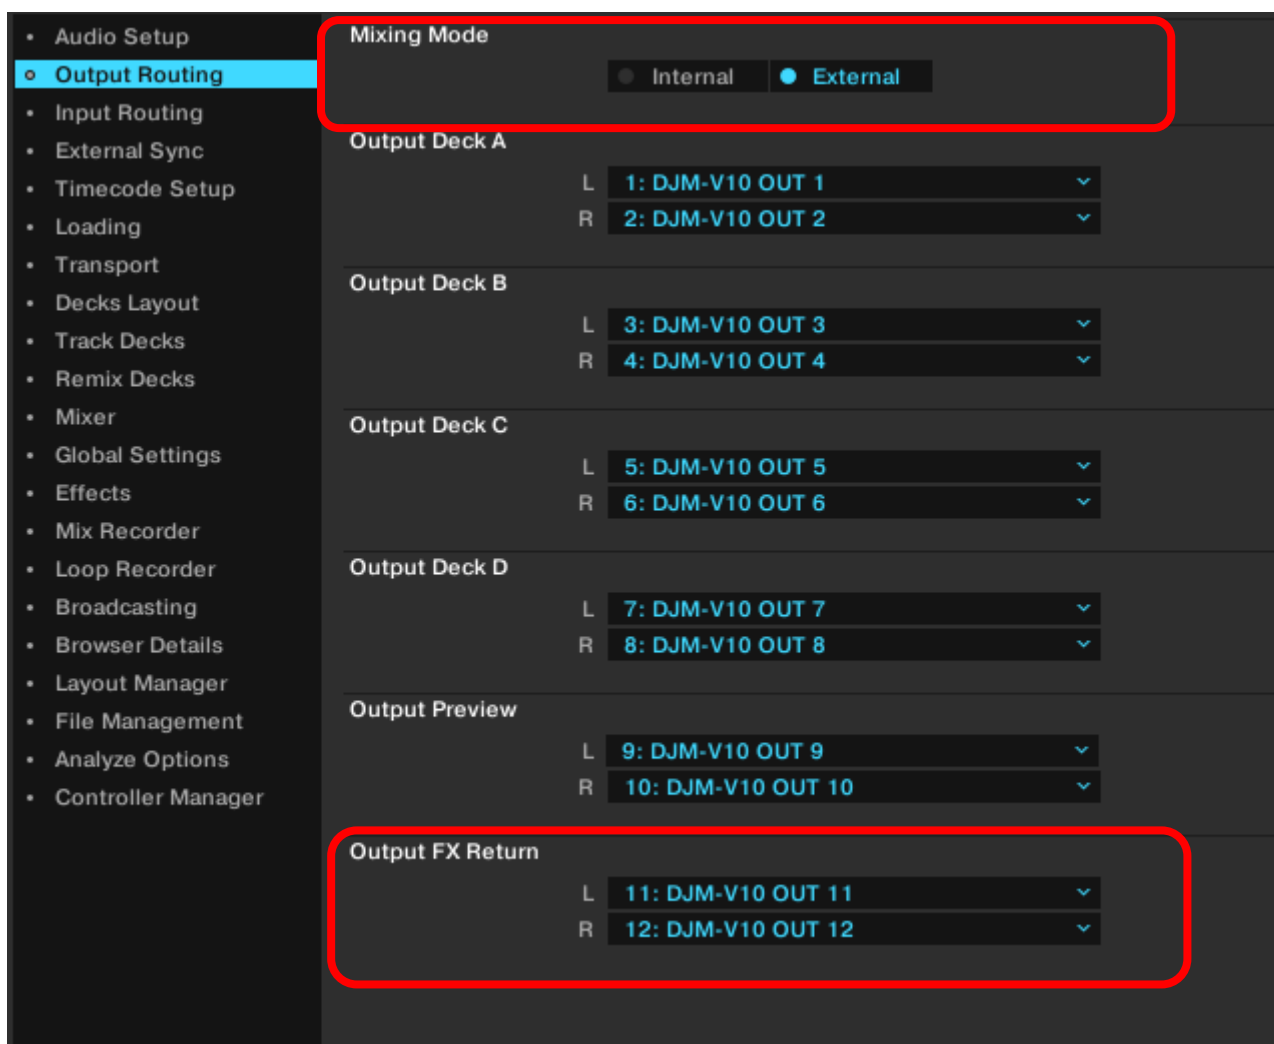 Audio Setup
Output Routing
Input Routing
External Sync
Timecode Setup
Loading
Transport
Decks Layout
Track Decks
Remix Decks
Mixer
Global Settings
Effects
Mix Recorder
Loop Recorder
Broadcasting
Browser Details
Layout Manager
File Management
Analyze Options
Controller Manager
Mixing Mode
Internal External
Output Deck A
L 1: DJM-V10 OUT 1
R 2: DJM-V10 OUT 2
Output Deck B
L 3: DJM-V10 OUT 3
R 4: DJM-V10 OUT 4
Output Deck C
L 5: DJM-V10 OUT 5
R 6: DJM-V10 OUT 6
Output Deck D
L 7: DJM-V10 OUT 7
R 8: DJM-V10 OUT 8
Output Preview
L 9: DJM-V10 OUT 9
R 10: DJM-V10 OUT 10
Output FX Return
L 11: DJM-V10 OUT 11
R 12: DJM-V10 OUT 12